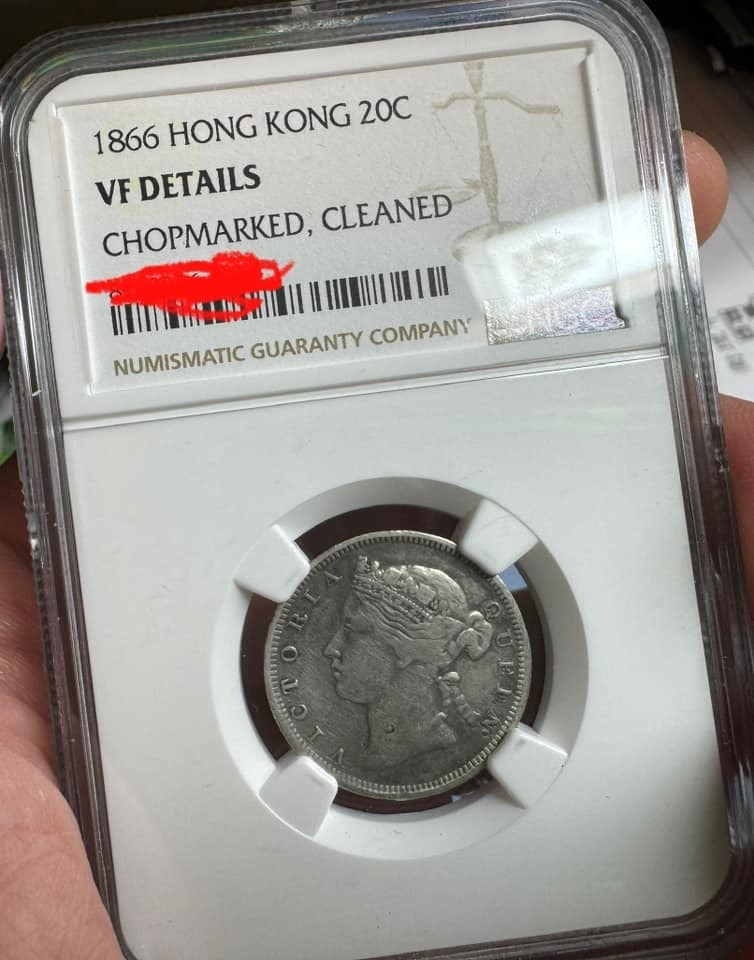 1866 HONG KONG 20C
VF DETAILS
CHOPMARKED, CLEANED
NUMISMATIC GUARANTY COMPANY
VICTORIA QUEEN